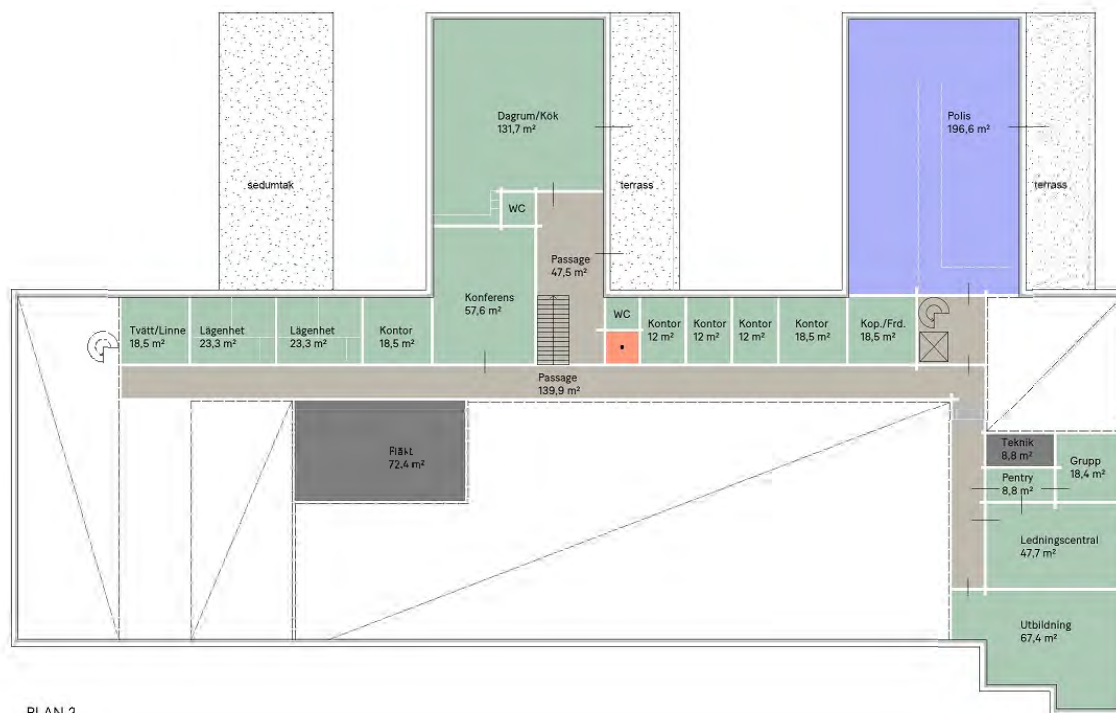 Dagrum/Kök
131,7 m²
Polis
196,6 m²
sedumtak
terrass
terrass
WC
Passage
47,5 m²
Konferens
57,6 m²
WC
Tvätt/Linne
18,5 m²
Lägenhet
23,3 m²
Lägenhet
23,3 m²
Kontor
18,5 m²
Kontor
12 m²
Kontor
12 m²
Kontor
12 m²
Kontor
18,5 m²
Kop./Frd.
18,5 m²
Passage
139,9 m²
Fläkt
72,4 m²
Teknik
8,8 m²
Grupp
18,4 m²
Pentry
8,8 m²
Ledningscentral
47,7 m²
Utbildning
67,4 m²
PLAN 2